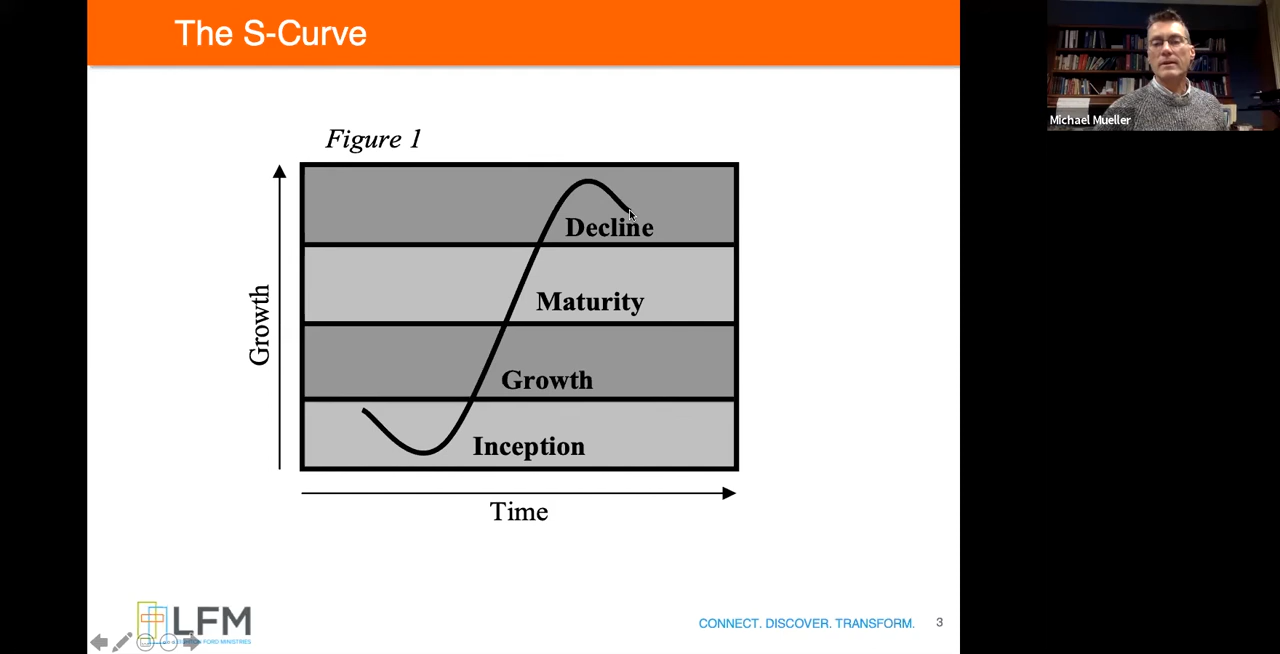 The S-Curve
Michael Mueller
Figure 1
Growth
Decline
Maturity
Growth
Inception
Time
LFM
FORD MINISTRIES
CONNECT. DISCOVER. TRANSFORM.
3